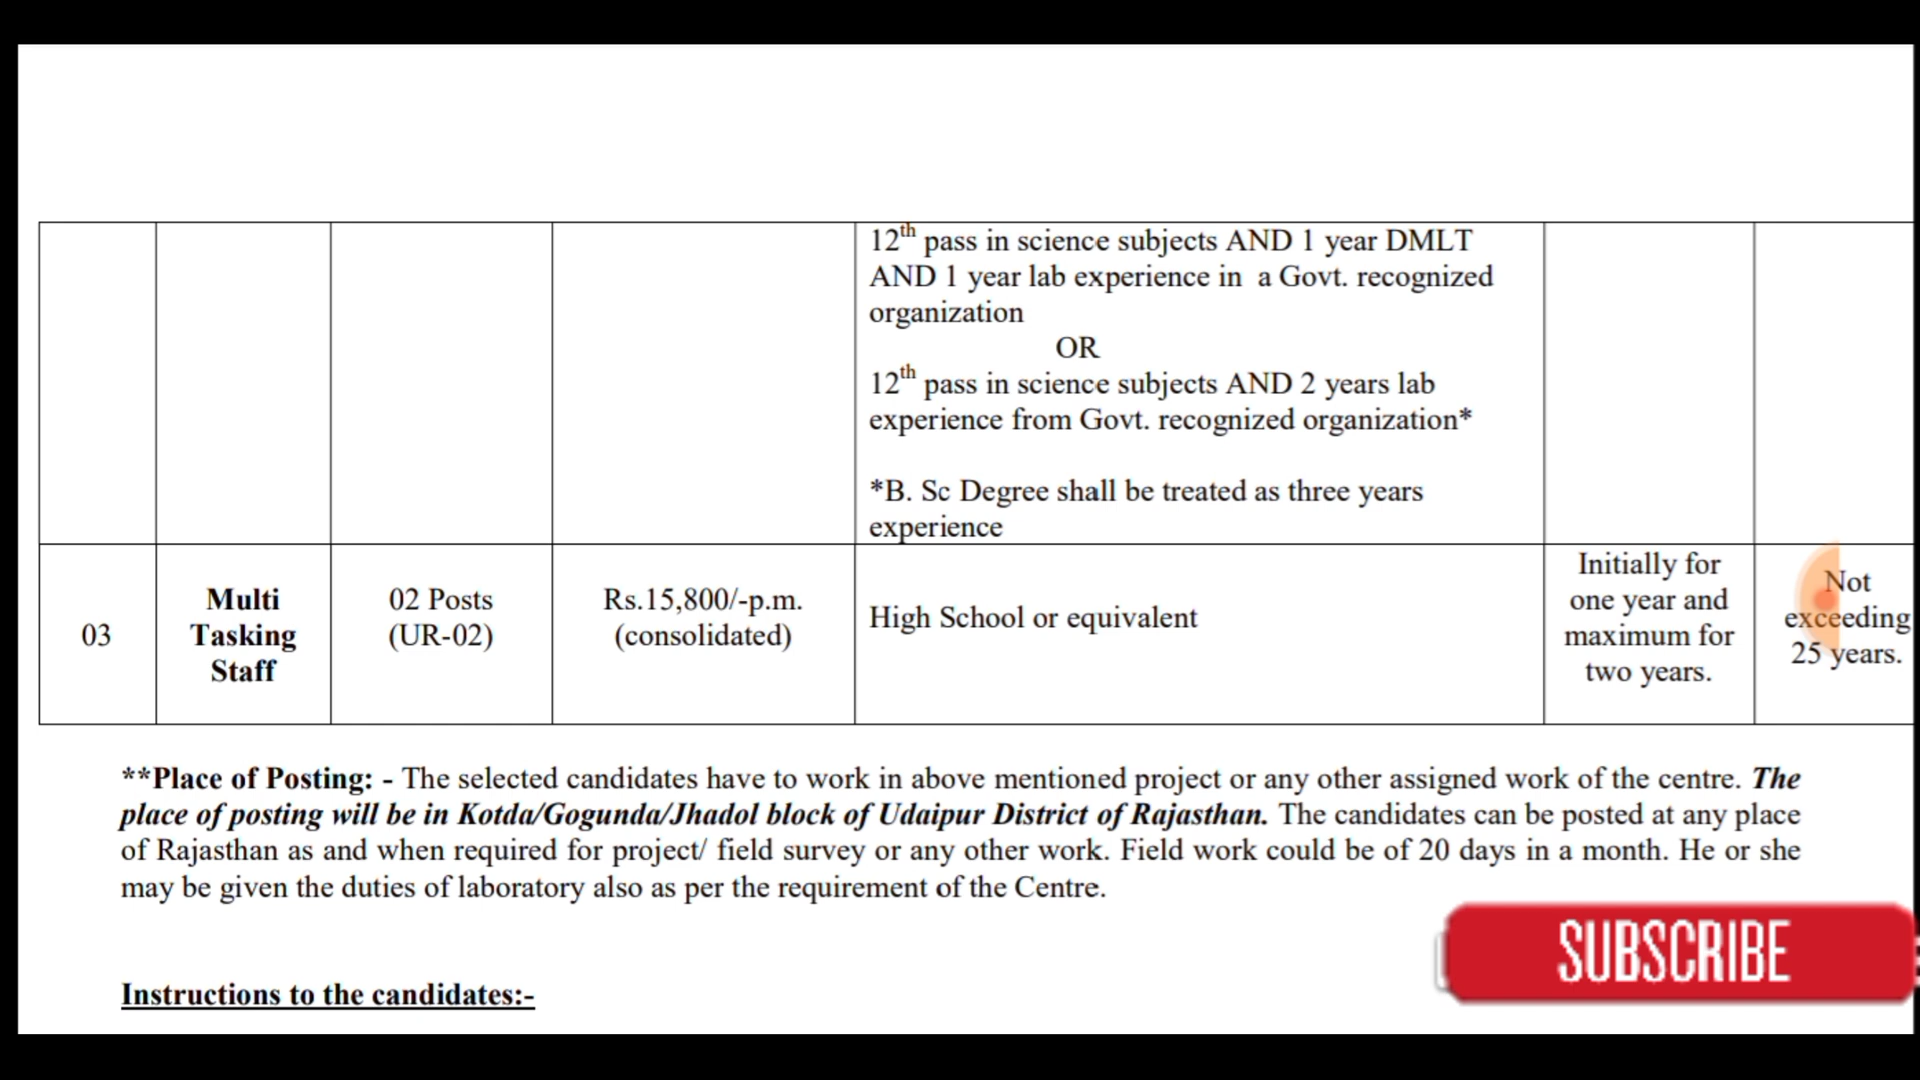 12th pass in science subjects AND 1 year DMLT
AND 1 year lab experience in a Govt. recognized
organization
OR
12th pass in science subjects AND 2 years lab
experience from Govt. recognized organization*
*B. Sc Degree shall be treated as three years
experience
03
Multi
Tasking
Staff
02 Posts
(UR-02)
Rs.15,800/-p.m.
(consolidated)
High School or equivalent
Initially for
one year and
maximum for
two years.
Not
exceeding
25 years.
**Place of Posting: - The selected candidates have to work in above mentioned project or any other assigned work of the centre. The
place of posting will be in Kotda/Gogunda/Jhadol block of Udaipur District of Rajasthan. The candidates can be posted at any place
of Rajasthan as and when required for project/ field survey or any other work. Field work could be of 20 days in a month. He or she
may be given the duties of laboratory also as per the requirement of the Centre.
SUBSCRIBE
Instructions to the candidates:-